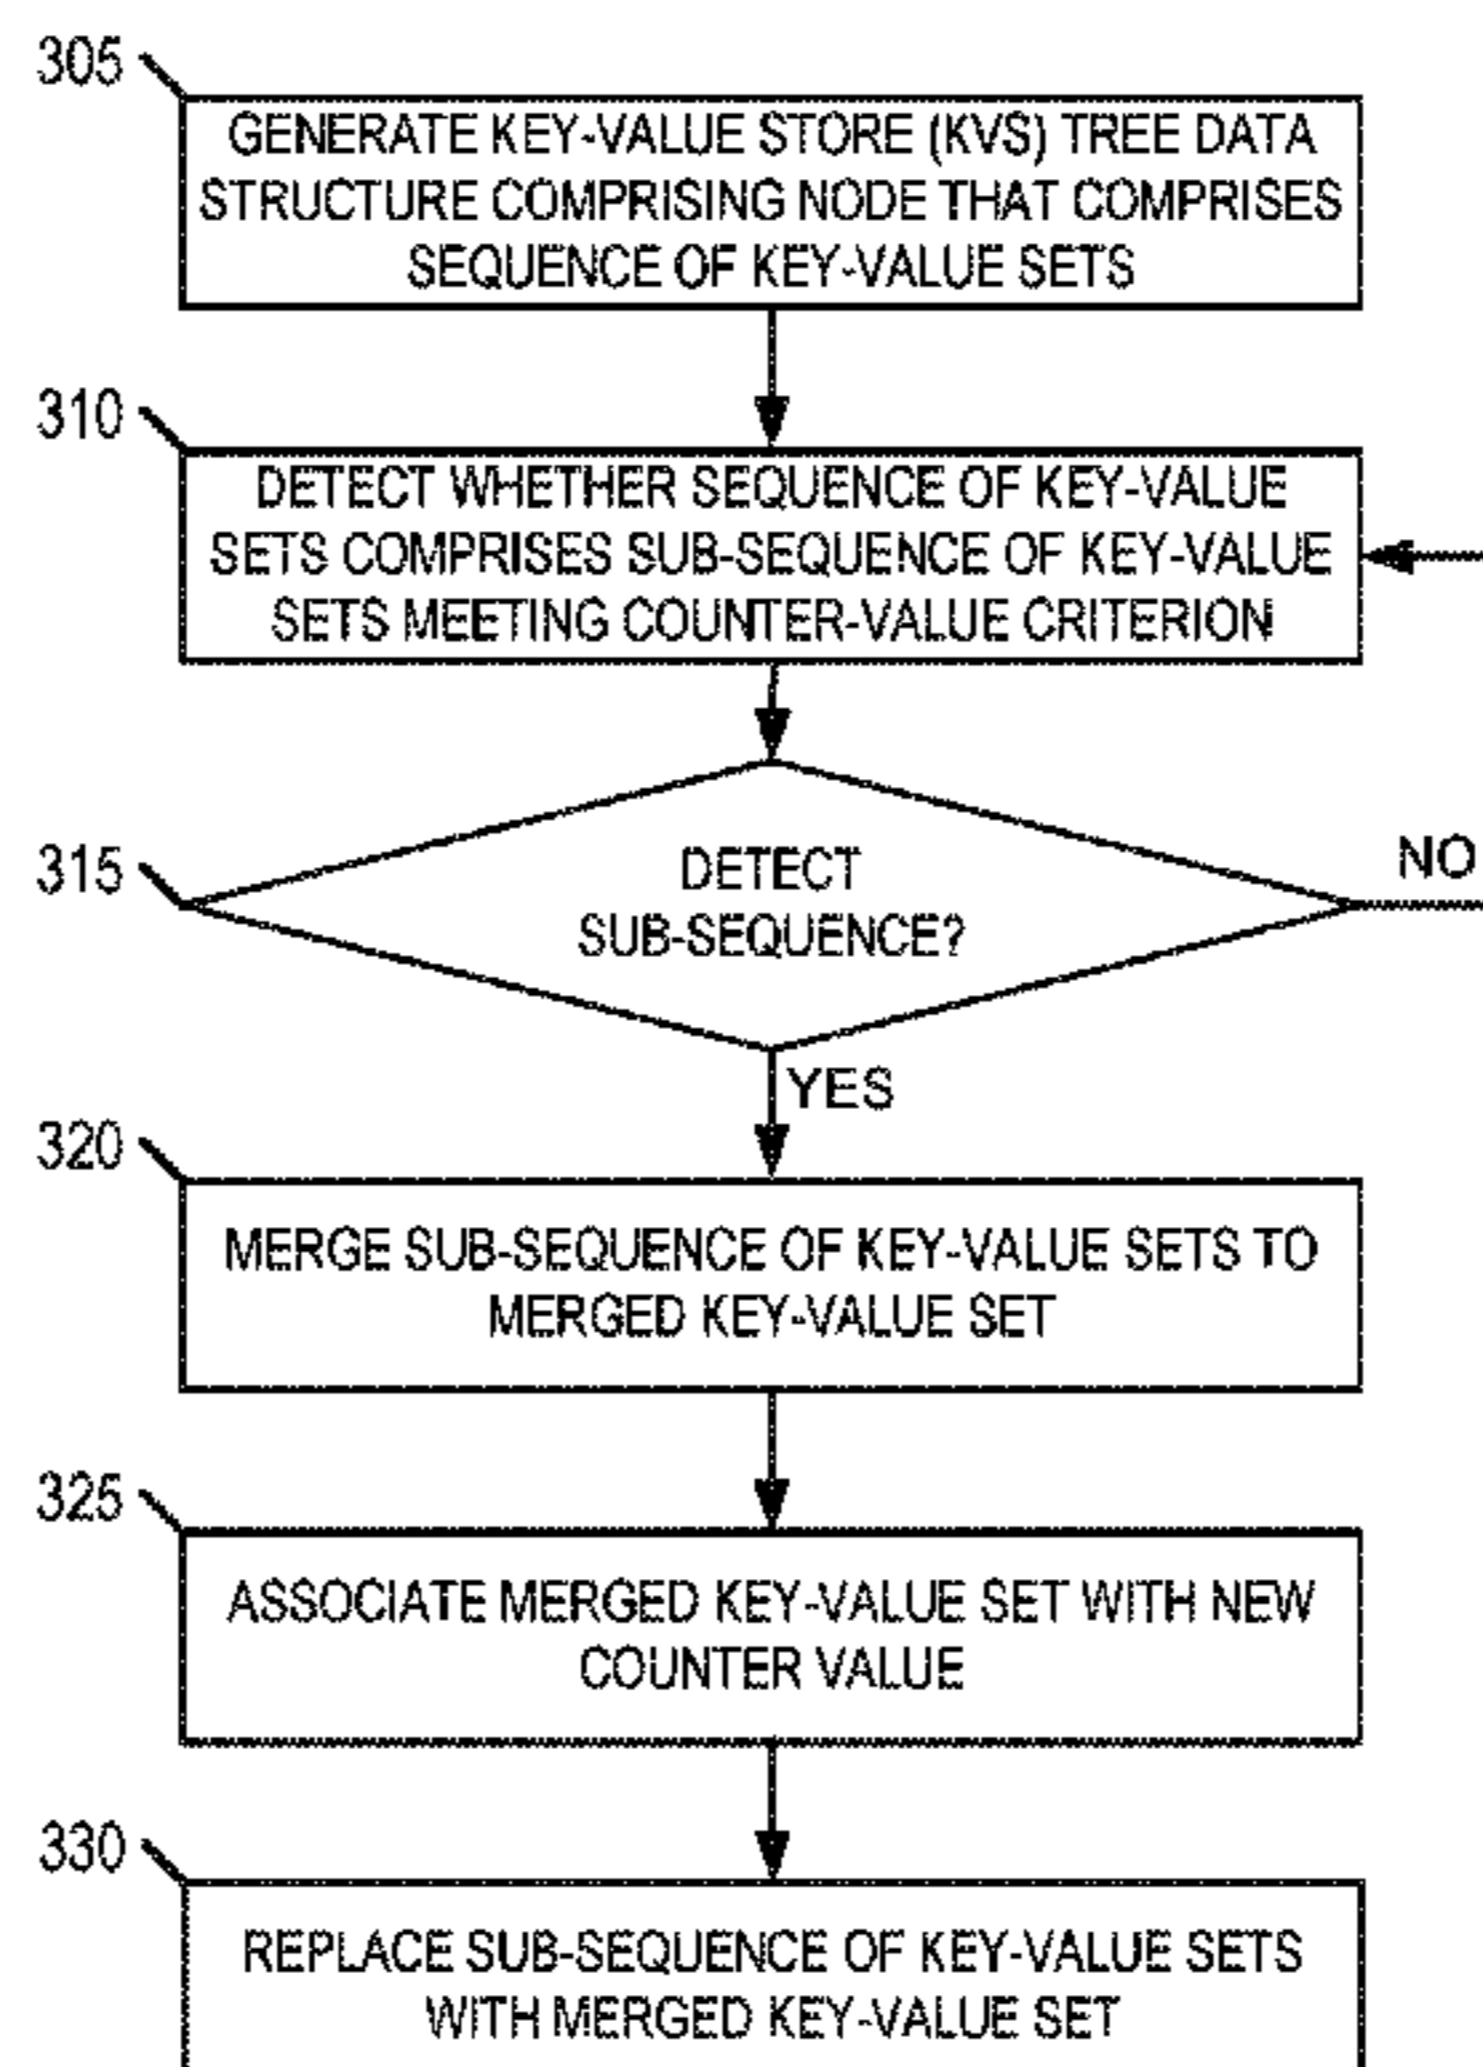 305
GENERATE KEY-VALUE STORE (KVS) TREE DATA
STRUCTURE COMPRISING NODE THAT COMPRISES
SEQUENCE OF KEY-VALUE SETS
310
DETECT WHETHER SEQUENCE OF KEY-VALUE
SETS COMPRISES SUB-SEQUENCE OF KEY-VALUE
SETS MEETING COUNTER-VALUE CRITERION
315
DETECT
SUB-SEQUENCE?
NO
YES
320
MERGE SUB-SEQUENCE OF KEY-VALUE SETS TO
MERGED KEY-VALUE SET
325
ASSOCIATE MERGED KEY-VALUE SET WITH NEW
COUNTER VALUE
330
REPLACE SUB-SEQUENCE OF KEY-VALUE SETS
WITH MERGED KEY-VALUE SET